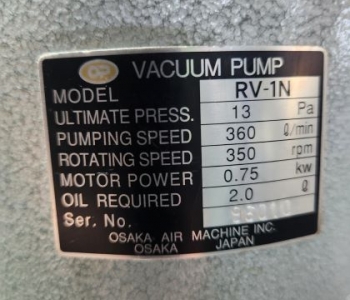 VACUUM PUMP
MODEL RV-1N
ULTIMATE PRESS. 13 Pa
PUMPING SPEED 360 ℓ/min
ROTATING SPEED 350 rpm
MOTOR POWER 0.75 kw
OIL REQUIRED 2.0 ℓ
Ser. No.
OSAKA AIR MACHINE INC.
OSAKA JAPAN